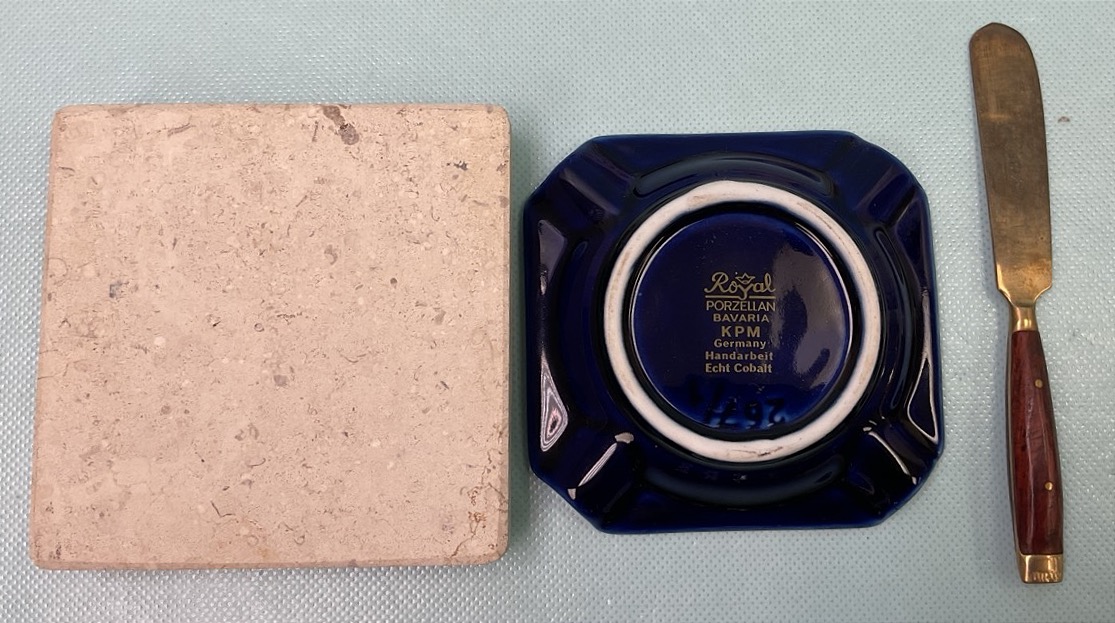 Royal
PORZELLAN
BAVARIA
KPM
Germany
Handarbeit
Echt Cobalt